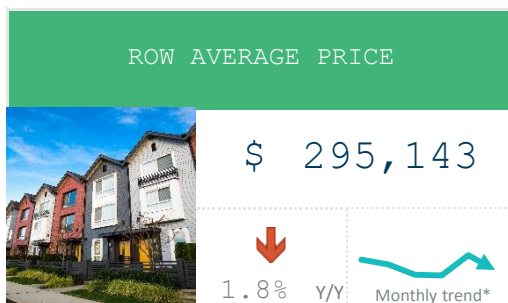 ROW AVERAGE PRICE
$ 295,143
1.8% Y/Y
Monthly trend*